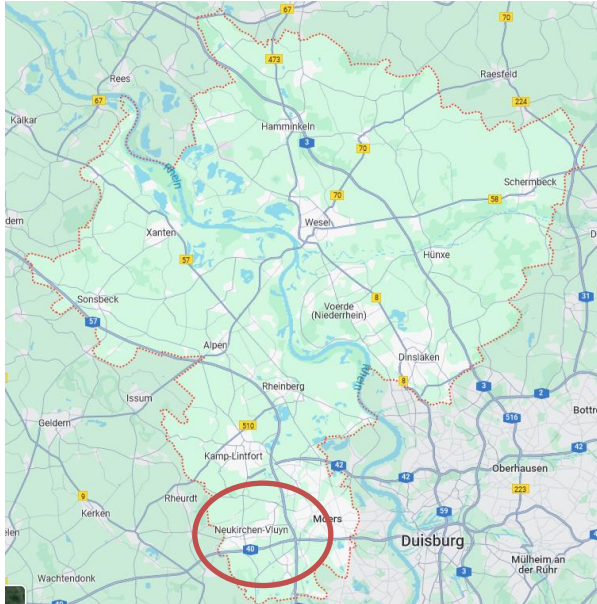 67
70
Rees
473
Raesfeld
67
224
Kalkar
Hamminkeln
3
70
Rhein
Schermbeck
70
58
dem
Wesel
Xanten
57
Hünxe
Sonsbeck
8
31
57
Voerde
(Niederrhein)
Alpen
Dinslaken
Rhein
8
3
2
Rheinberg
Issum
516
Bottro
Geldern
510
42
Kamp-Lintfort
42
42
Oberhausen
9
Rheurdt
223
Kerken
59
Moers
Neukirchen-Vluyn
Duisburg
40
Mülheim an
der Ruhr
3
Wachtendonk
40